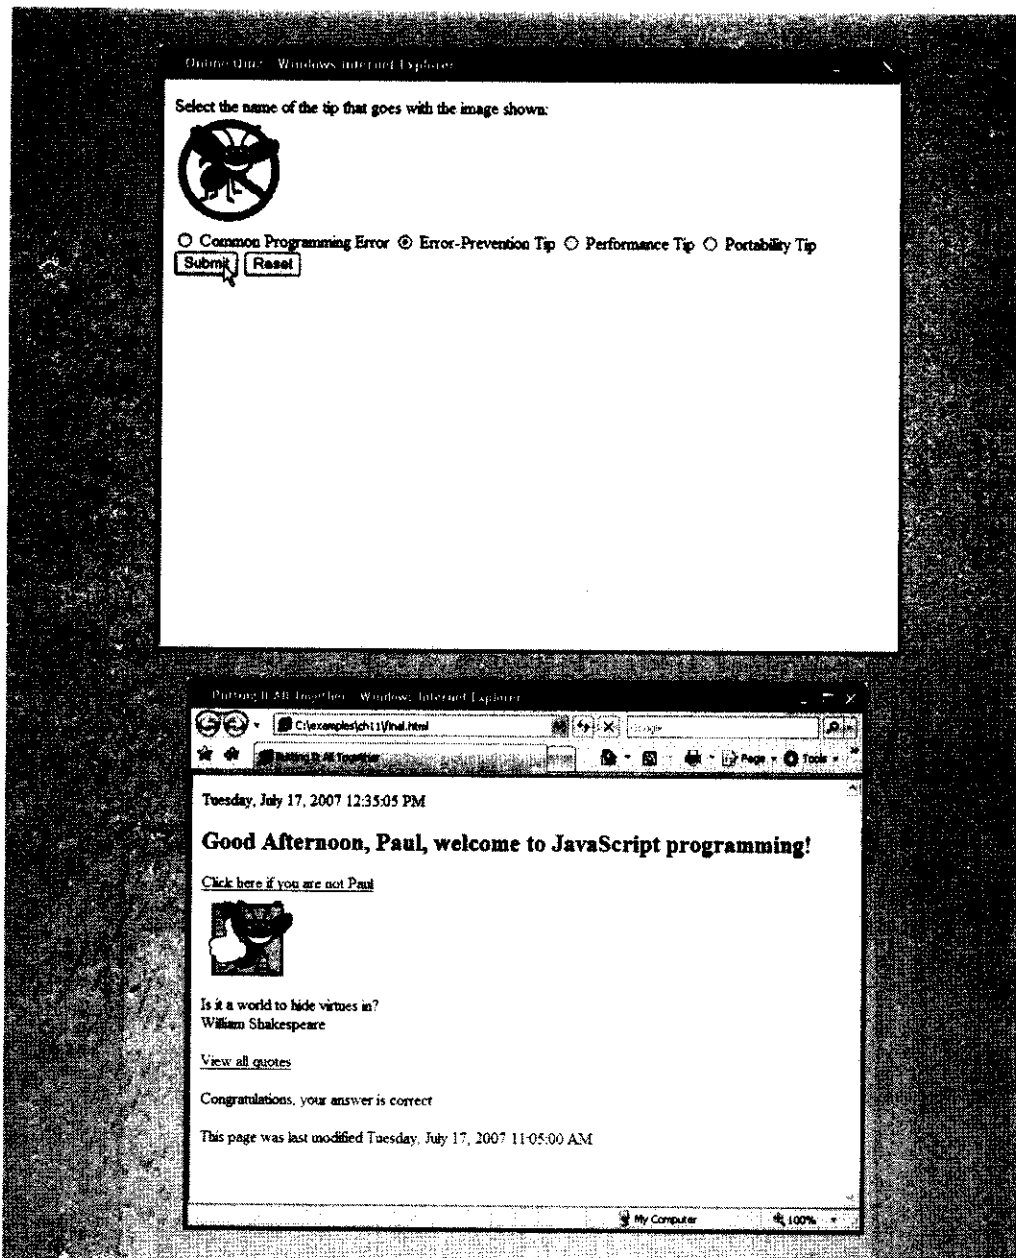 Online Quiz - Windows Internet Explorer
Select the name of the tip that goes with the image shown:
Common Programming Error Error-Prevention Tip Performance Tip Portability Tip
Submit Reset
Putting It All Together - Windows Internet Explorer
C:\examples\ch11\final.html Google
Putting It All Together Page Tools
Tuesday, July 17, 2007 12:35:05 PM
Good Afternoon, Paul, welcome to JavaScript programming!
Click here if you are not Paul
Is it a world to hide virtues in?
William Shakespeare
View all quotes
Congratulations, your answer is correct
This page was last modified Tuesday, July 17, 2007 11:05:00 AM
My Computer 100%